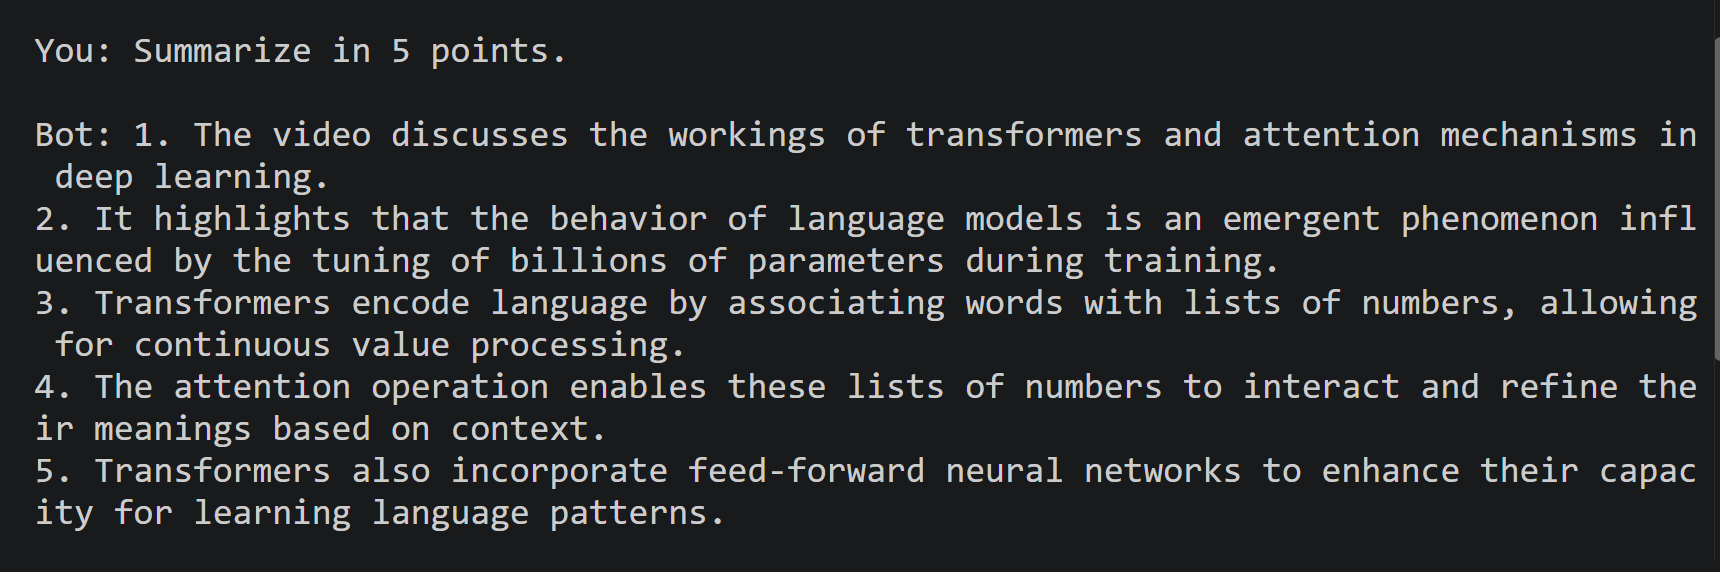 You: Summarize in 5 points.
Bot: 1. The video discusses the workings of transformers and attention mechanisms in
deep learning.
2. It highlights that the behavior of language models is an emergent phenomenon infl
uenced by the tuning of billions of parameters during training.
3. Transformers encode language by associating words with lists of numbers, allowing
for continuous value processing.
4. The attention operation enables these lists of numbers to interact and refine the
ir meanings based on context.
5. Transformers also incorporate feed-forward neural networks to enhance their capac
ity for learning language patterns.